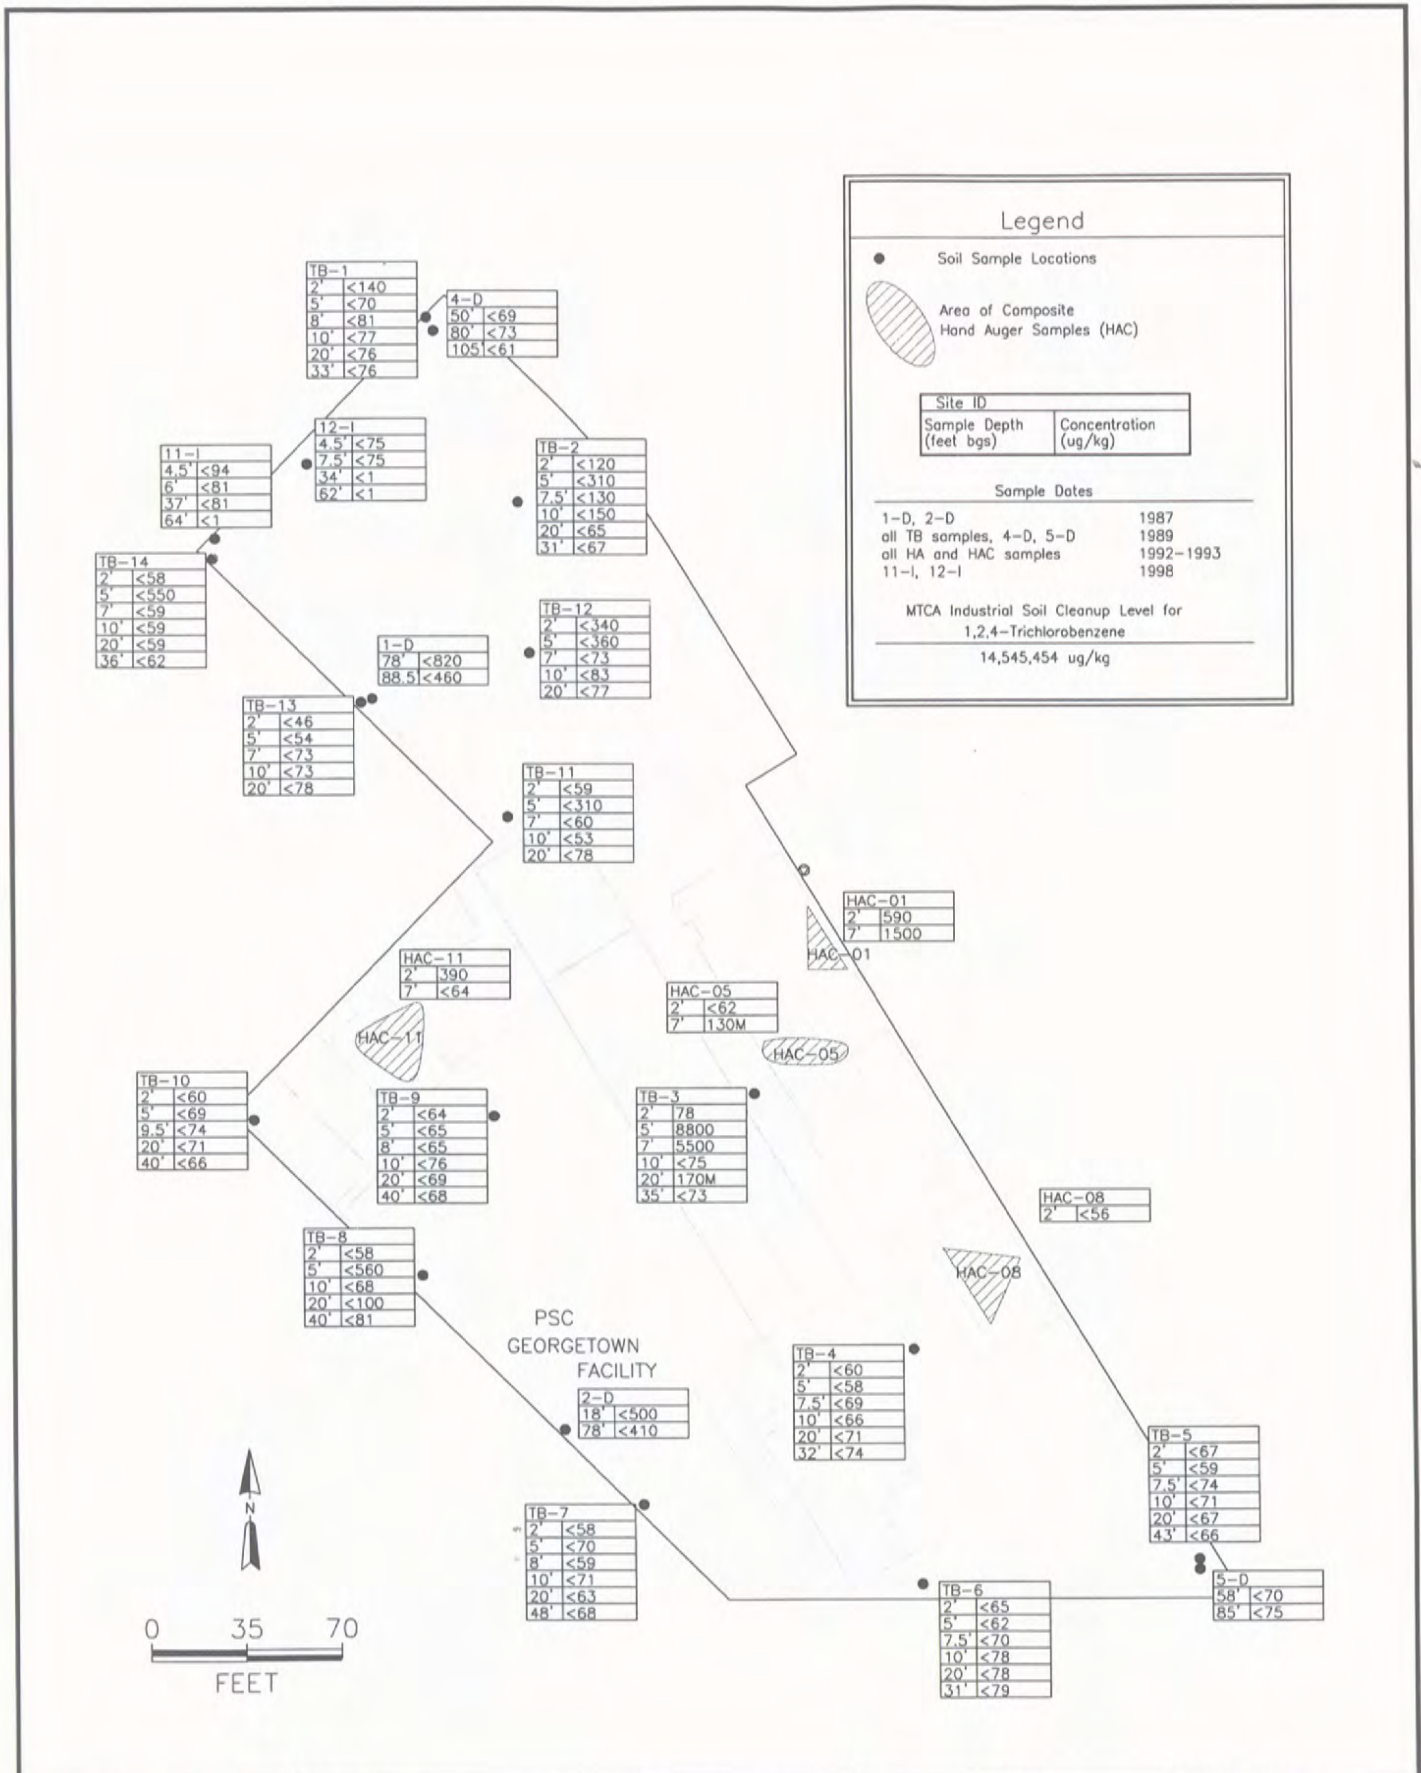 Legend
Soil Sample Locations
Area of Composite
Hand Auger Samples (HAC)
Site ID
Sample Depth (feet bgs) Concentration (ug/kg)
Sample Dates
1-D, 2-D 1987
all TB samples, 4-D, 5-D 1989
all HA and HAC samples 1992-1993
11-I, 12-I 1998
MTCA Industrial Soil Cleanup Level for
1,2,4-Trichlorobenzene
14,545,454 ug/kg
TB-1
2' <140
5' <70
8' <81
10' <77
20' <76
33' <76
4-D
50' <69
80' <73
105' <61
12-I
4.5' <75
7.5' <75
34' <1
62' <1
11-I
4.5' <94
6' <81
37' <81
64' <1
TB-2
2' <120
5' <310
7.5' <130
10' <150
20' <65
31' <67
TB-14
2' <58
5' <550
7' <59
10' <59
20' <59
36' <62
TB-12
2' <340
5' <360
7' <73
10' <83
20' <77
1-D
78' <820
88.5' <460
TB-13
2' <46
5' <54
7' <73
10' <73
20' <78
TB-11
2' <59
5' <310
7' <60
10' <53
20' <78
HAC-01
2' 590
7' 1500
HAC-01
HAC-11
2' 390
7' <64
HAC-11
HAC-05
2' <62
7' 130M
HAC-05
TB-10
2' <60
5' <69
9.5' <74
20' <71
40' <66
TB-9
2' <64
5' <65
8' <65
10' <76
20' <69
40' <68
TB-3
2' 78
5' 8800
7' 5500
10' <75
20' 170M
35' <73
HAC-08
2' <56
HAC-08
TB-8
2' <58
5' <560
10' <68
20' <100
40' <81
PSC
GEORGETOWN
FACILITY
2-D
18' <500
78' <410
TB-4
2' <60
5' <58
7.5' <69
10' <66
20' <71
32' <74
TB-5
2' <67
5' <59
7.5' <74
10' <71
20' <67
43' <66
TB-7
2' <58
5' <70
8' <59
10' <71
20' <63
48' <68
5-D
58' <70
85' <75
TB-6
2' <65
5' <62
7.5' <70
10' <78
20' <78
31' <79
N
0 35 70
FEET